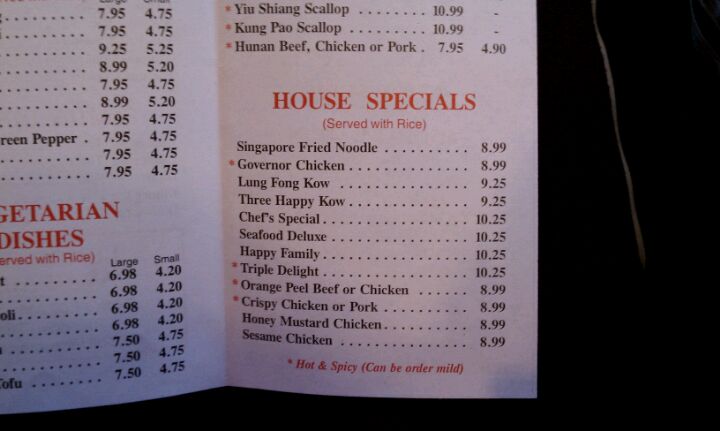 Large Small
7.95 4.75
7.95 4.75
9.25 5.25
8.99 5.20
7.95 4.75
8.99 5.20
7.95 4.75
reen Pepper . 7.95 4.75
7.95 4.75
7.95 4.75
GETARIAN
DISHES
erved with Rice)
Large Small
t . . . . . . . . 6.98 4.20
6.98 4.20
oli . . . . . . . . 6.98 4.20
6.98 4.20
7.50 4.75
7.50 4.75
Tofu . . . . . . . . 7.50 4.75
* Yiu Shiang Scallop . . . . . . . . 10.99 -
* Kung Pao Scallop . . . . . . . . 10.99 -
* Hunan Beef, Chicken or Pork . 7.95 4.90
HOUSE SPECIALS
(Served with Rice)
Singapore Fried Noodle . . . . . . . . . . 8.99
* Governor Chicken . . . . . . . . . . . . . . 8.99
Lung Fong Kow . . . . . . . . . . . . . . . 9.25
Three Happy Kow . . . . . . . . . . . . . . 9.25
Chef's Special . . . . . . . . . . . . . . . . . 10.25
Seafood Deluxe . . . . . . . . . . . . . . . . 10.25
Happy Family . . . . . . . . . . . . . . . . . 10.25
* Triple Delight . . . . . . . . . . . . . . . . . 10.25
* Orange Peel Beef or Chicken . . . . . . 8.99
* Crispy Chicken or Pork . . . . . . . . . . 8.99
Honey Mustard Chicken . . . . . . . . . . 8.99
Sesame Chicken . . . . . . . . . . . . . . . 8.99
* Hot & Spicy (Can be order mild)